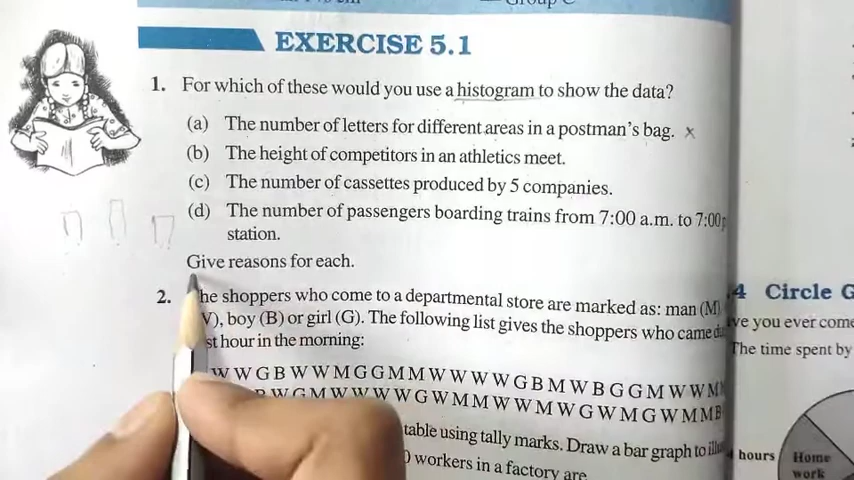 Group C
EXERCISE 5.1
1. For which of these would you use a histogram to show the data?
(a) The number of letters for different areas in a postman's bag. x
(b) The height of competitors in an athletics meet.
(c) The number of cassettes produced by 5 companies.
(d) The number of passengers boarding trains from 7:00 a.m. to 7:00
station.
Give reasons for each.
2. he shoppers who come to a departmental store are marked as: man (M)
boy (B) or girl (G). The following list gives the shoppers who came
st hour in the morning:
W W G B W W M G G M M W W W W G B M W B G G M W W M
W G M W W W W G W M M W W M W G W M G W M M B
table using tally marks. Draw a bar graph to
workers in a factory are
.4 Circle G
ve you ever come
The time spent by
hours
Home
work